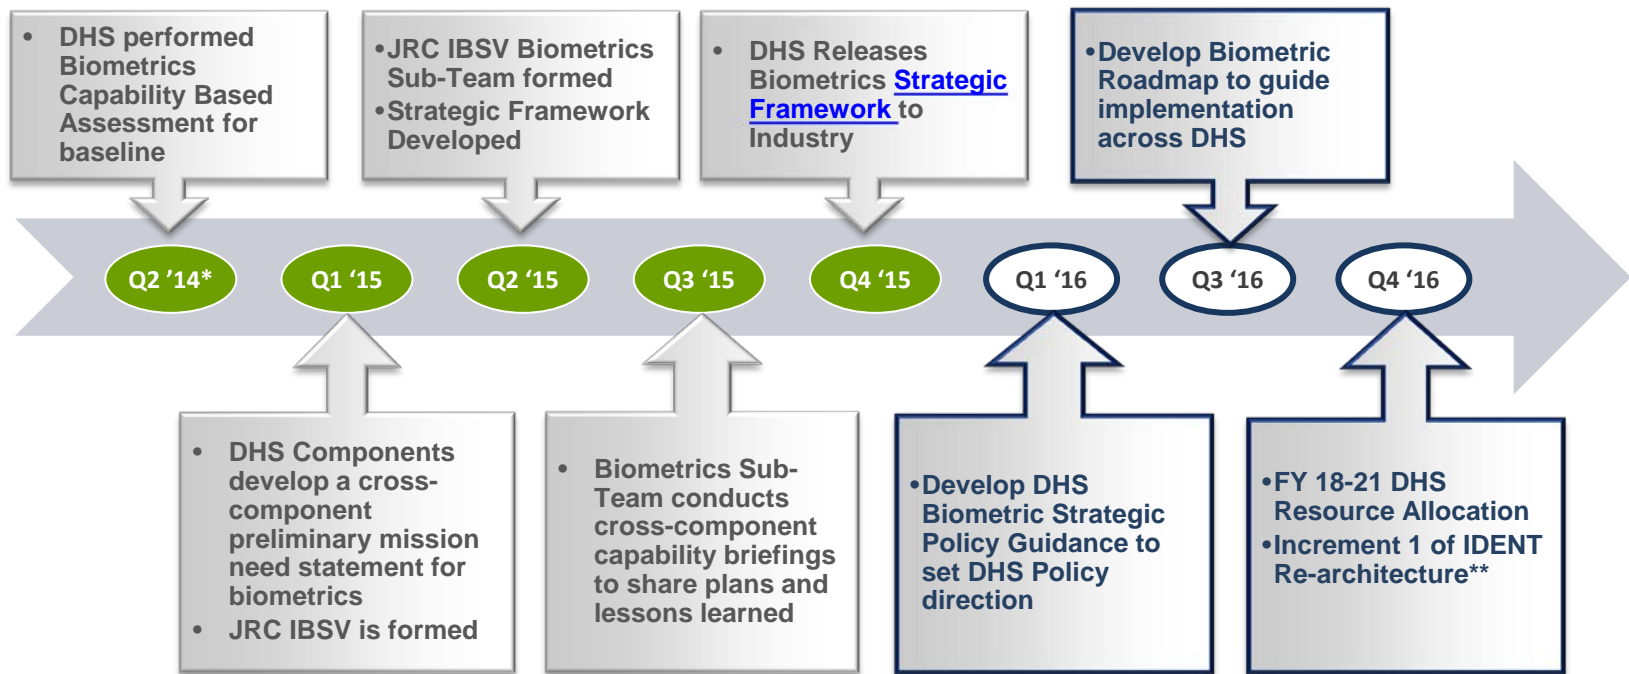 • DHS performed
Biometrics
Capability Based
Assessment for
baseline
•JRC IBSV Biometrics
Sub-Team formed
•Strategic Framework
Developed
• DHS Releases
Biometrics Strategic
Framework to
Industry
•Develop Biometric
Roadmap to guide
implementation
across DHS
Q2 ’14*
Q1 ‘15
Q2 ‘15
Q3 ‘15
Q4 ‘15
Q1 ‘16
Q3 ‘16
Q4 ‘16
• DHS Components
develop a cross-
component
preliminary mission
need statement for
biometrics
• JRC IBSV is formed
• Biometrics Sub-
Team conducts
cross-component
capability briefings
to share plans and
lessons learned
•Develop DHS
Biometric Strategic
Policy Guidance to
set DHS Policy
direction
•FY 18-21 DHS
Resource Allocation
•Increment 1 of IDENT
Re-architecture**